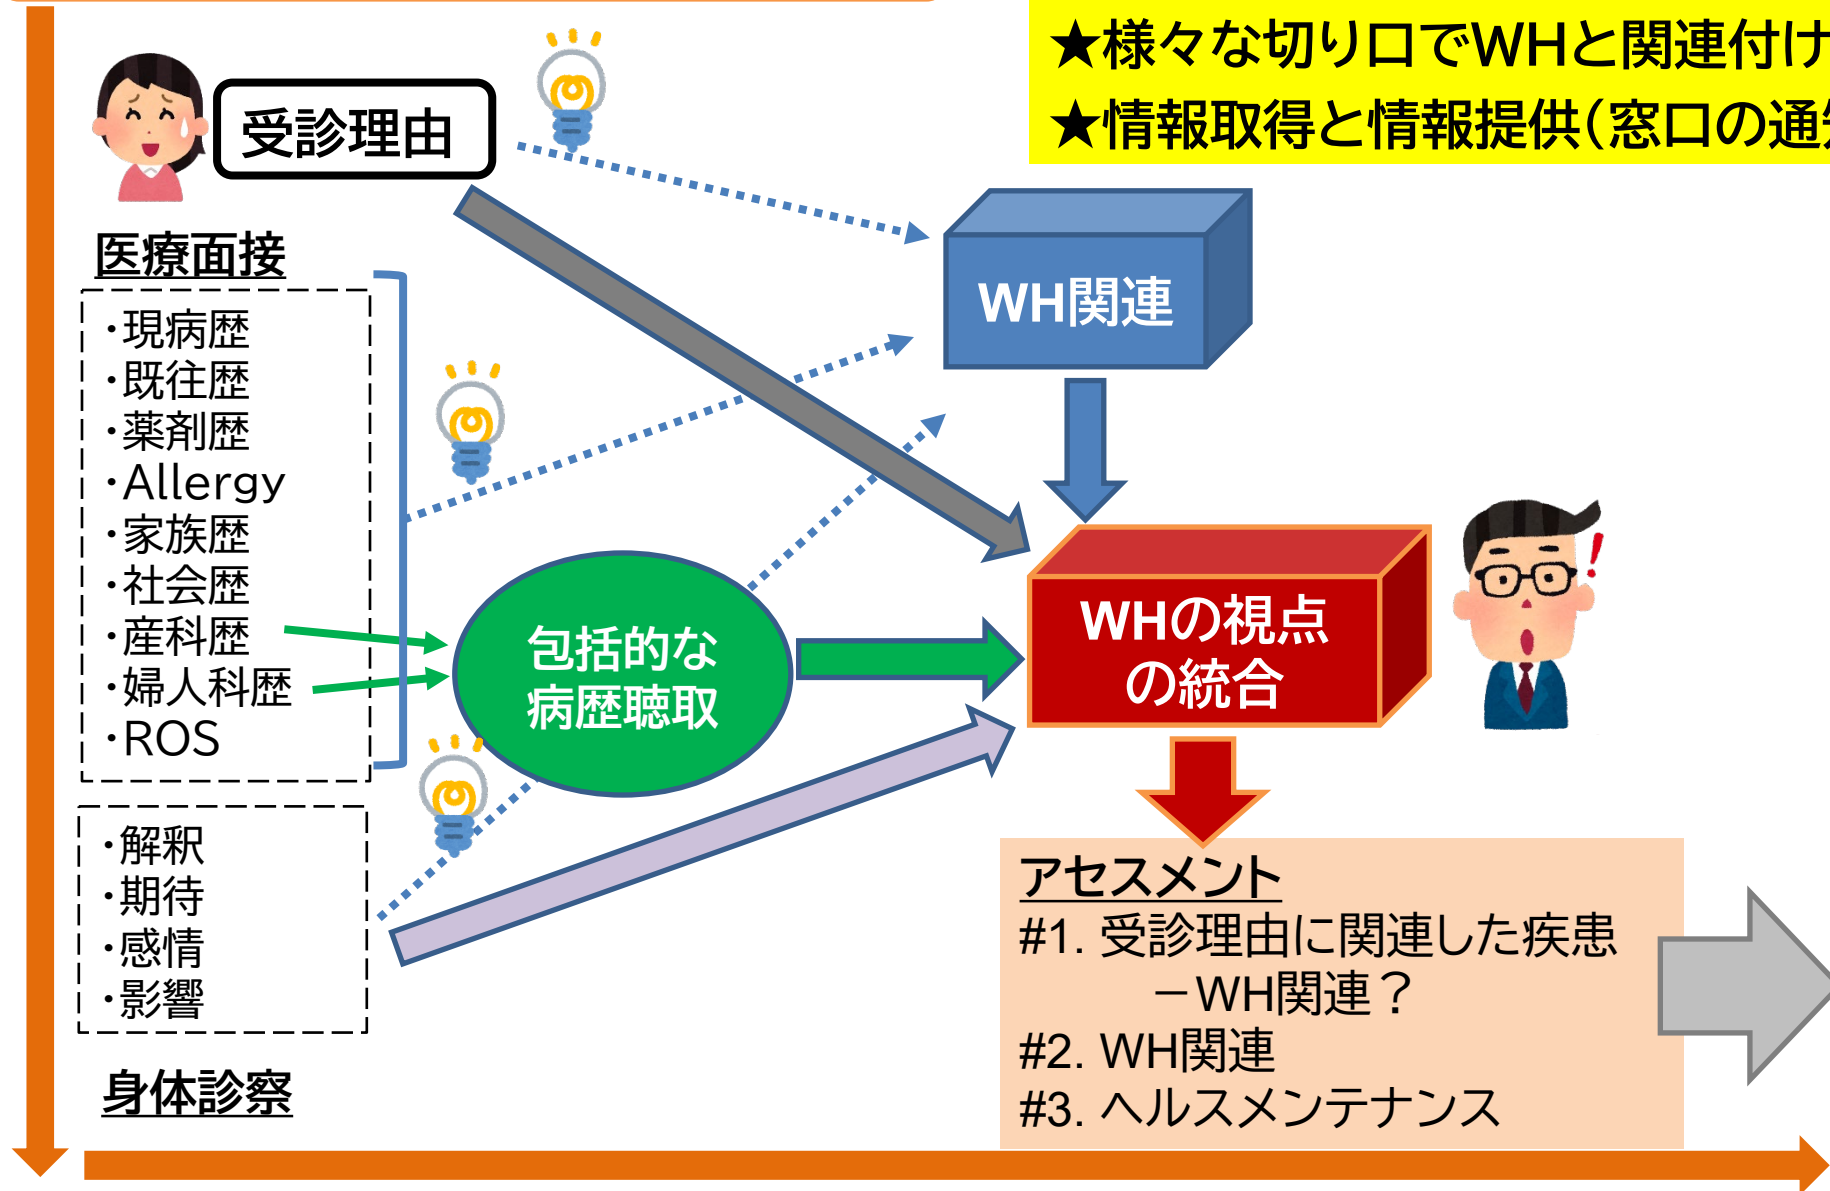 ★様々な切り口でWHと関連付け
★情報取得と情報提供（窓口の通
受診理由
医療面接
・現病歴
・既往歴
・薬剤歴
・Allergy
・家族歴
・社会歴
・産科歴
・婦人科歴
・ROS
・解釈
・期待
・感情
・影響
身体診察
WH関連
包括的な
病歴聴取
WHの視点
の統合
アセスメント
#1. 受診理由に関連した疾患
－WH関連？
#2. WH関連
#3. ヘルスメンテナンス